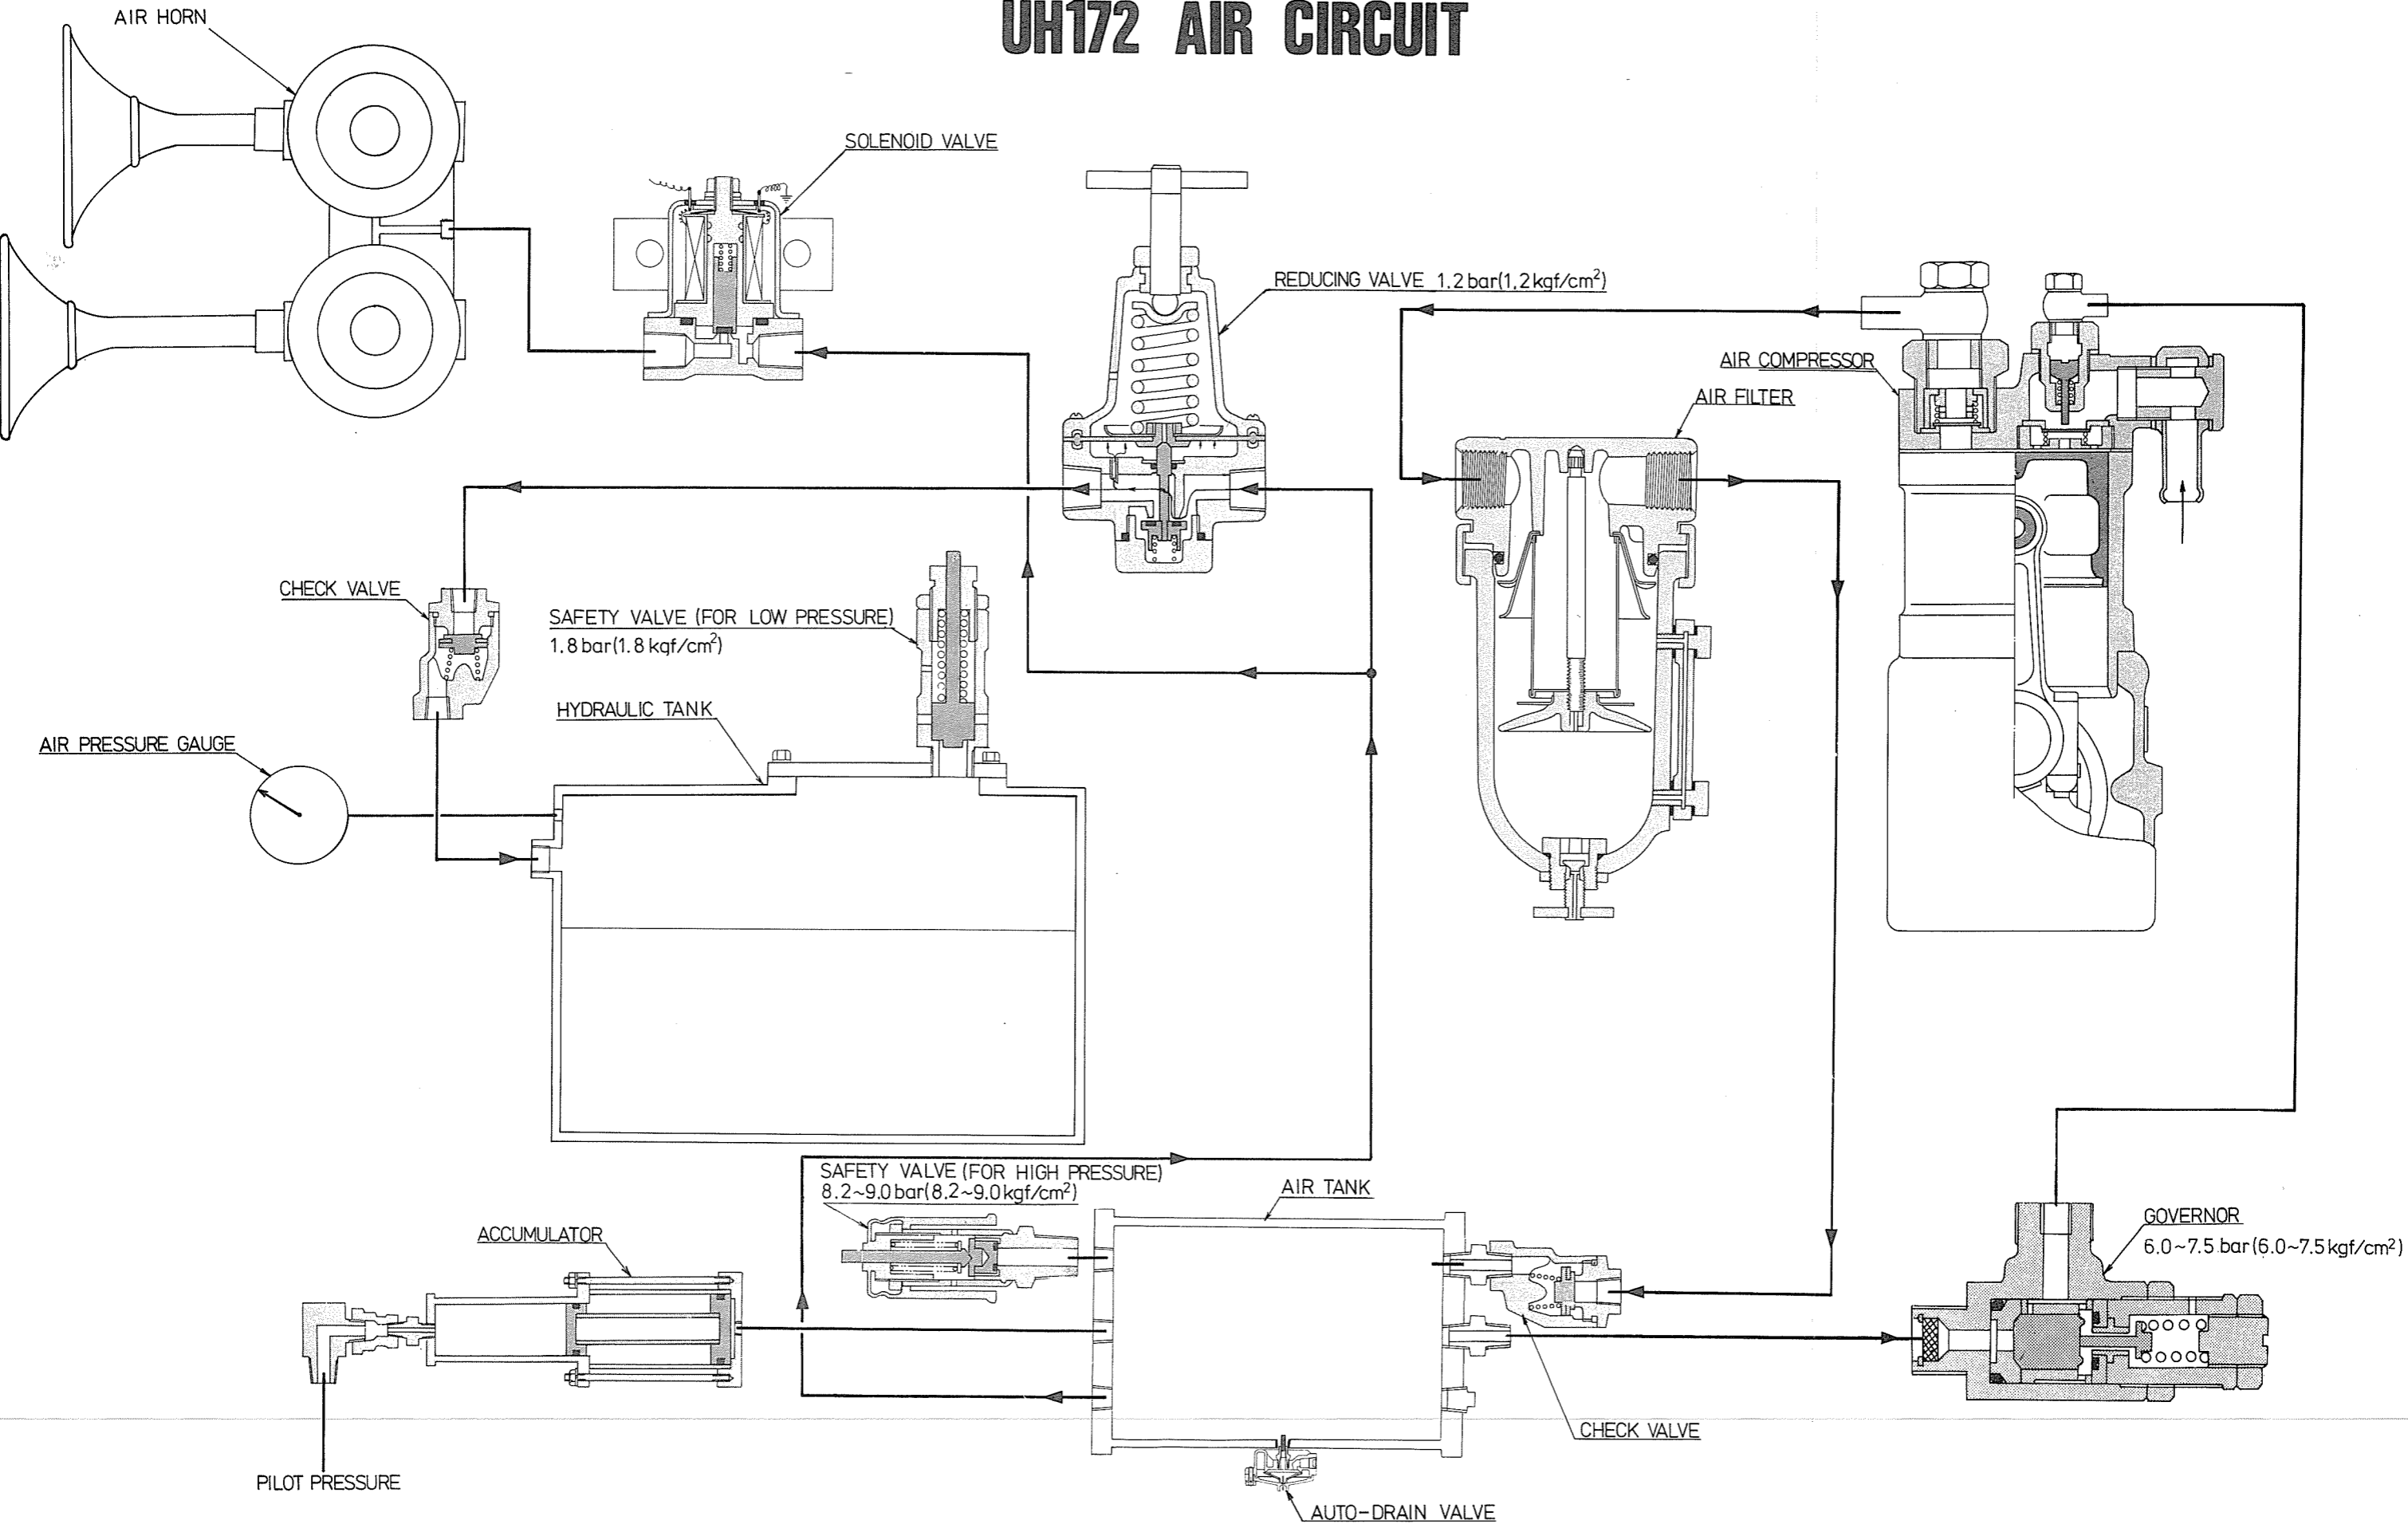 UH172 AIR CIRCUIT
AIR HORN
SOLENOID VALVE
REDUCING VALVE 1.2 bar(1,2 kgf/cm²)
AIR COMPRESSOR
AIR FILTER
CHECK VALVE
SAFETY VALVE (FOR LOW PRESSURE)
1.8 bar(1.8 kgf/cm²)
HYDRAULIC TANK
AIR PRESSURE GAUGE
SAFETY VALVE (FOR HIGH PRESSURE)
8.2~9.0 bar(8.2~9.0 kgf/cm²)
AIR TANK
ACCUMULATOR
GOVERNOR
6.0~7.5 bar(6.0~7.5 kgf/cm²)
CHECK VALVE
PILOT PRESSURE
AUTO-DRAIN VALVE